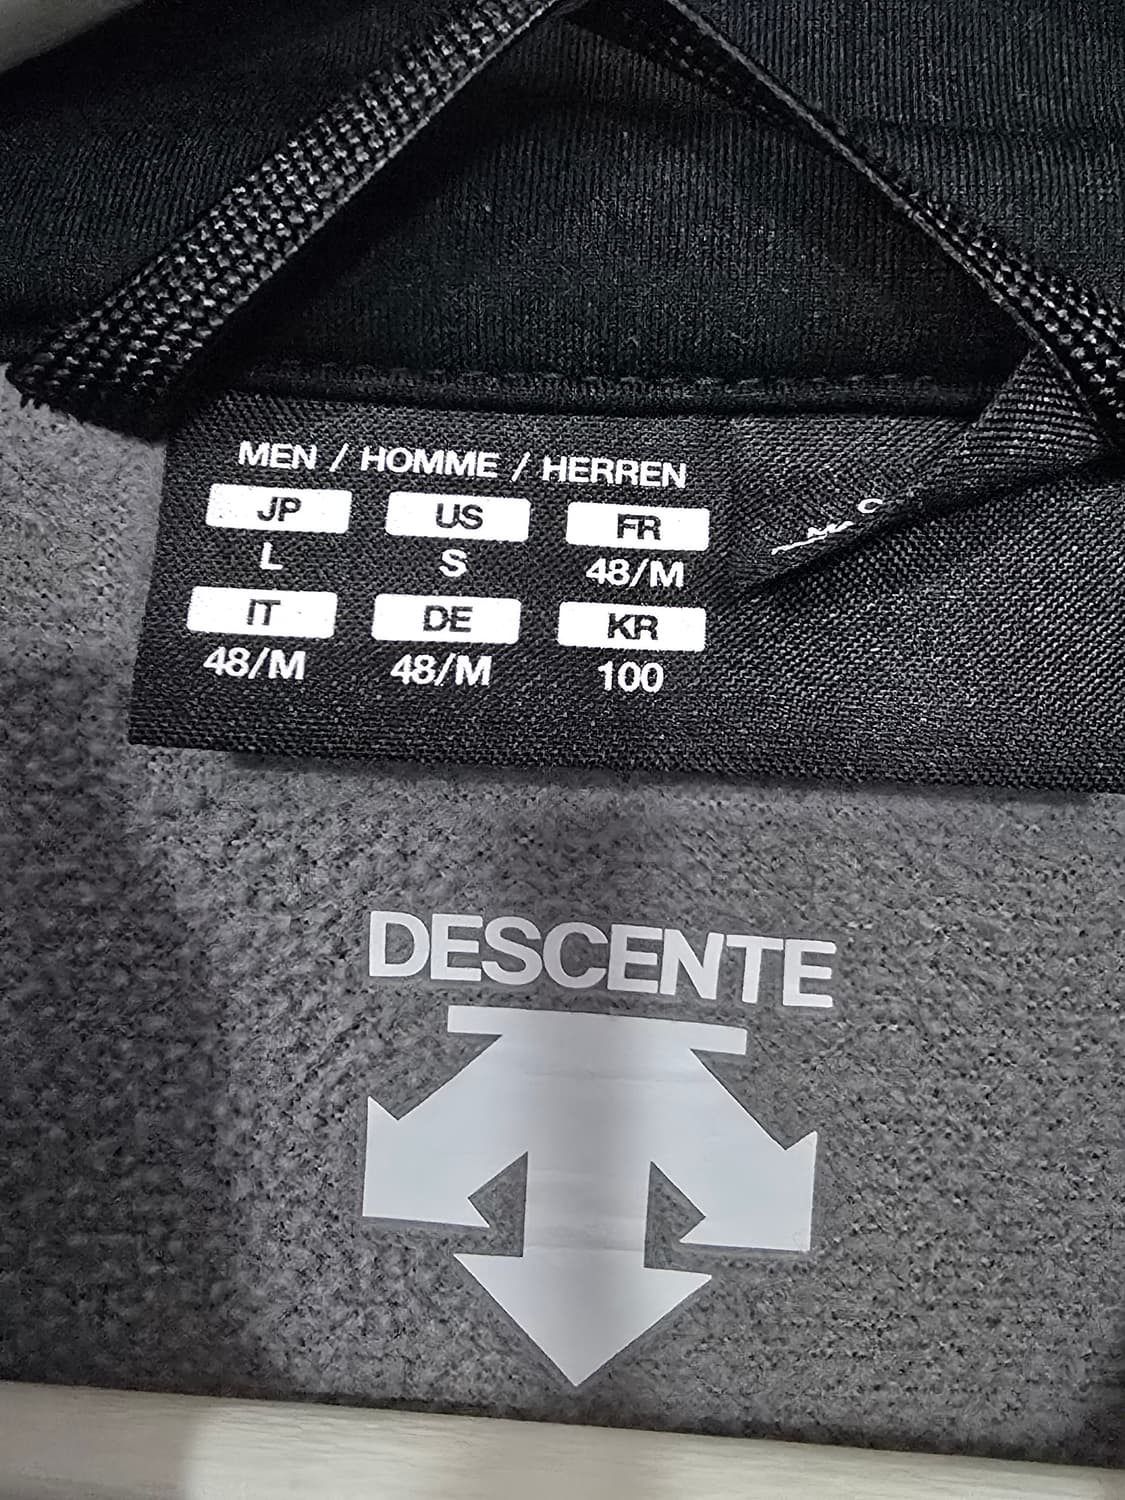 MEN / HOMME / HERREN
JP US FR
L S 48/M
IT DE KR
48/M 48/M 100
DESCENTE